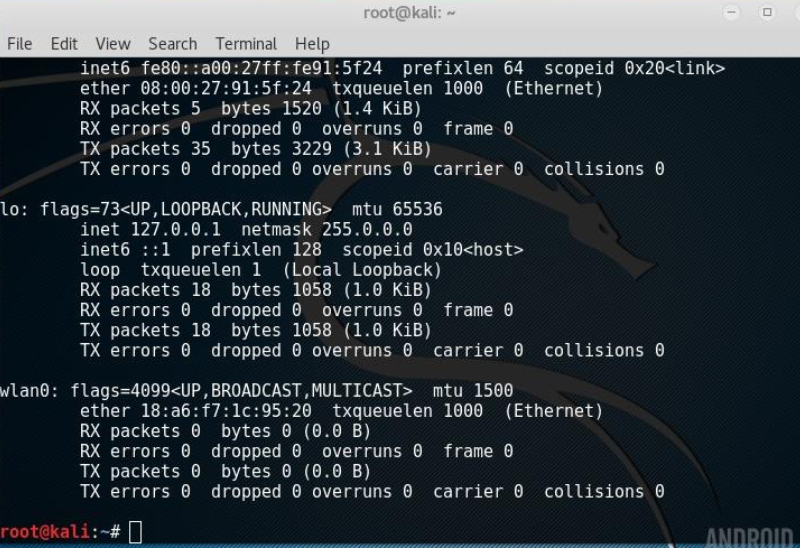 root@kali: ~
File Edit View Search Terminal Help
inet6 fe80::a00:27ff:fe91:5f24  prefixlen 64  scopeid 0x20<link>
ether 08:00:27:91:5f:24  txqueuelen 1000  (Ethernet)
RX packets 5  bytes 1520 (1.4 KiB)
RX errors 0  dropped 0  overruns 0  frame 0
TX packets 35  bytes 3229 (3.1 KiB)
TX errors 0  dropped 0 overruns 0  carrier 0  collisions 0
lo: flags=73<UP,LOOPBACK,RUNNING>  mtu 65536
inet 127.0.0.1  netmask 255.0.0.0
inet6 ::1  prefixlen 128  scopeid 0x10<host>
loop  txqueuelen 1  (Local Loopback)
RX packets 18  bytes 1058 (1.0 KiB)
RX errors 0  dropped 0  overruns 0  frame 0
TX packets 18  bytes 1058 (1.0 KiB)
TX errors 0  dropped 0 overruns 0  carrier 0  collisions 0
wlan0: flags=4099<UP,BROADCAST,MULTICAST>  mtu 1500
ether 18:a6:f7:1c:95:20  txqueuelen 1000  (Ethernet)
RX packets 0  bytes 0 (0.0 B)
RX errors 0  dropped 0  overruns 0  frame 0
TX packets 0  bytes 0 (0.0 B)
TX errors 0  dropped 0 overruns 0  carrier 0  collisions 0
root@kali:~#
ANDROID